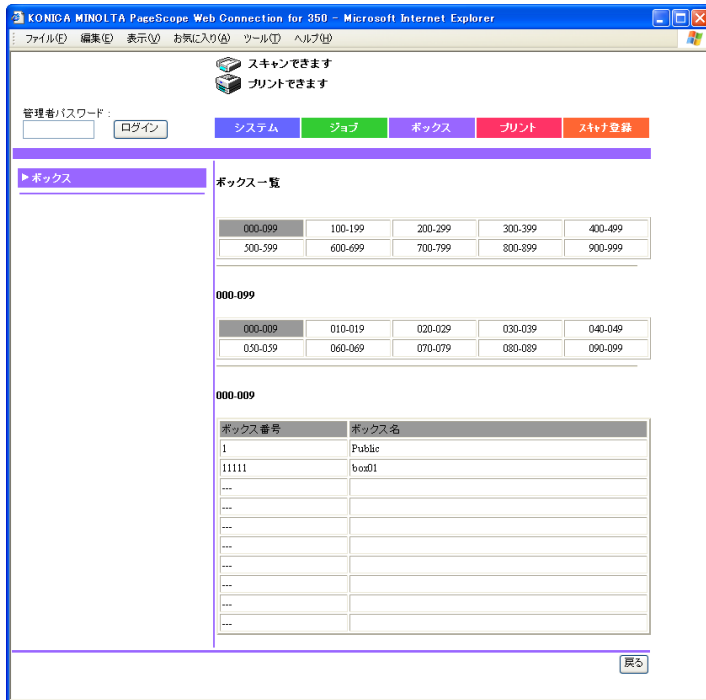 KONICA MINOLTA PageScope Web Connection for 350 - Microsoft Internet Explorer
ファイル(F) 編集(E) 表示(V) お気に入り(A) ツール(T) ヘルプ(H)
スキャンできます
プリントできます
管理者パスワード:
ログイン
システム ジョブ ボックス プリント スキャナ登録
ボックス
ボックス一覧
000-099 100-199 200-299 300-399 400-499
500-599 600-699 700-799 800-899 900-999
000-099
000-009 010-019 020-029 030-039 040-049
050-059 060-069 070-079 080-089 090-099
000-009
ボックス番号 ボックス名
1 Public
11111 box01
---
---
---
---
---
---
---
---
戻る